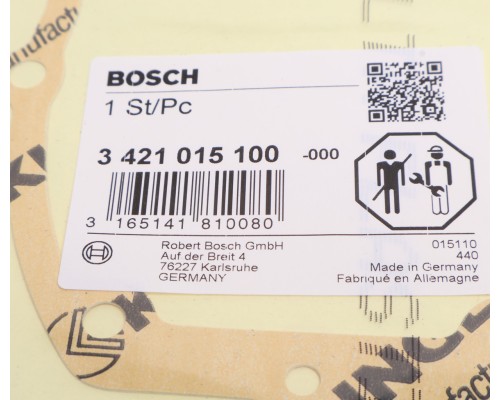 BOSCH
1 St/Pc
3 421 015 100 -000
3 165141 810080
Robert Bosch GmbH
Auf der Breit 4
76227 Karlsruhe
GERMANY
015110
440
Made in Germany
Fabriqué en Allemagne